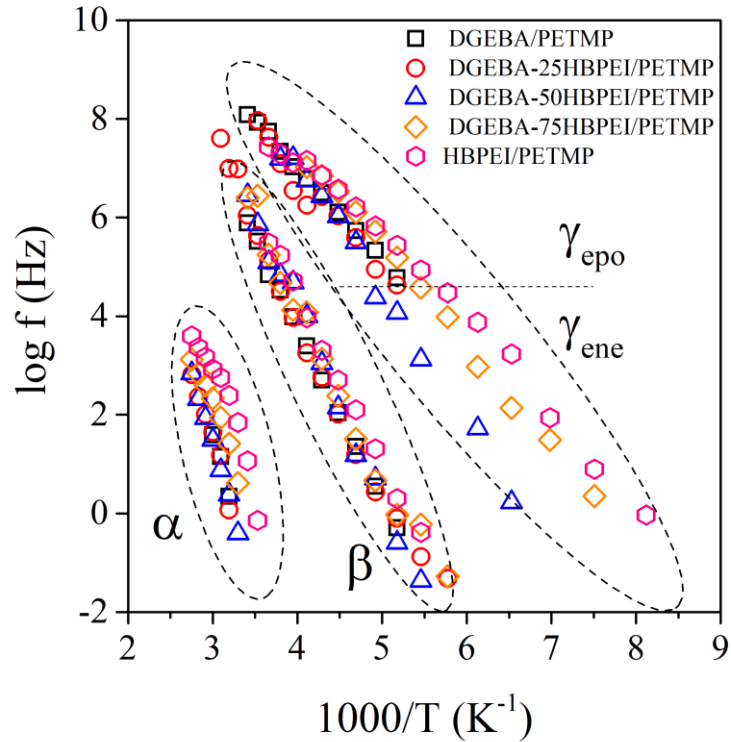 DGEBA/PETMP
DGEBA-25HBPEI/PETMP
DGEBA-50HBPEI/PETMP
DGEBA-75HBPEI/PETMP
HBPEI/PETMP
10
8
6
4
2
0
-2
log f (Hz)
γepo
γene
α
β
2 3 4 5 6 7 8 9
1000/T (K⁻¹)